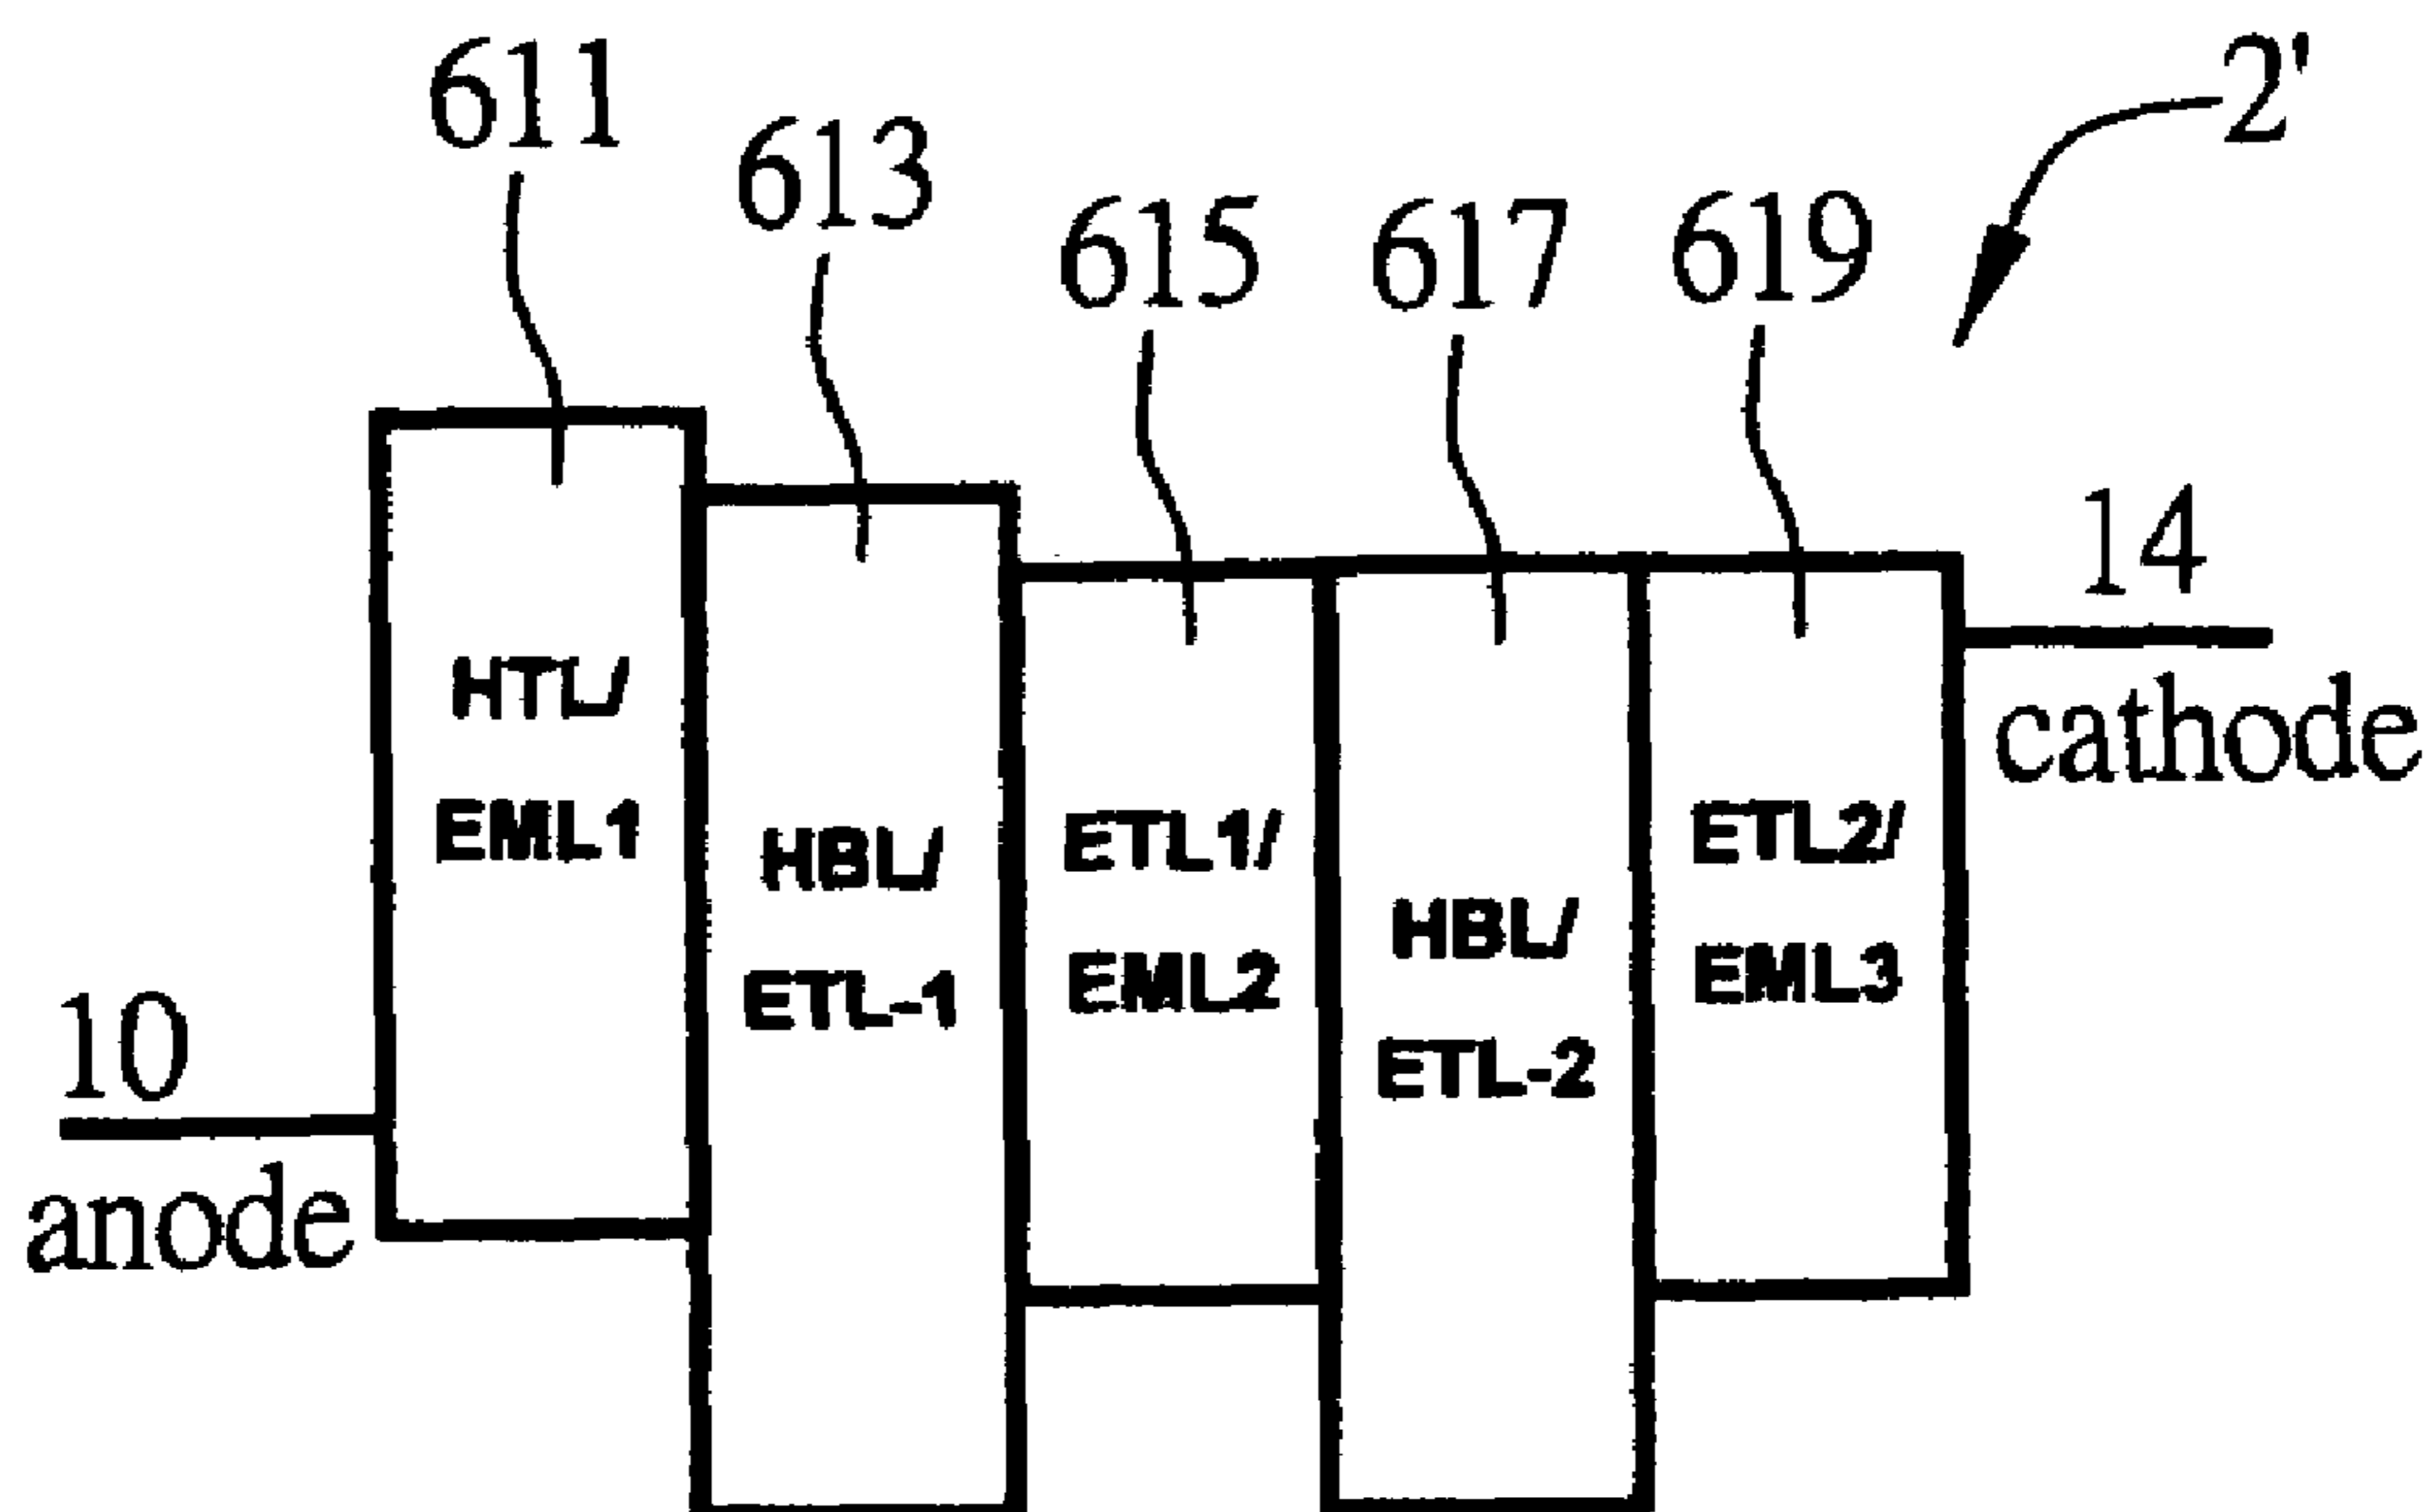 611
613
615
617
619
2'
HTL/
EML1
HBL/
ETL-1
ETL1/
EML2
HBL/
ETL-2
ETL2/
EML3
10
anode
14
cathode